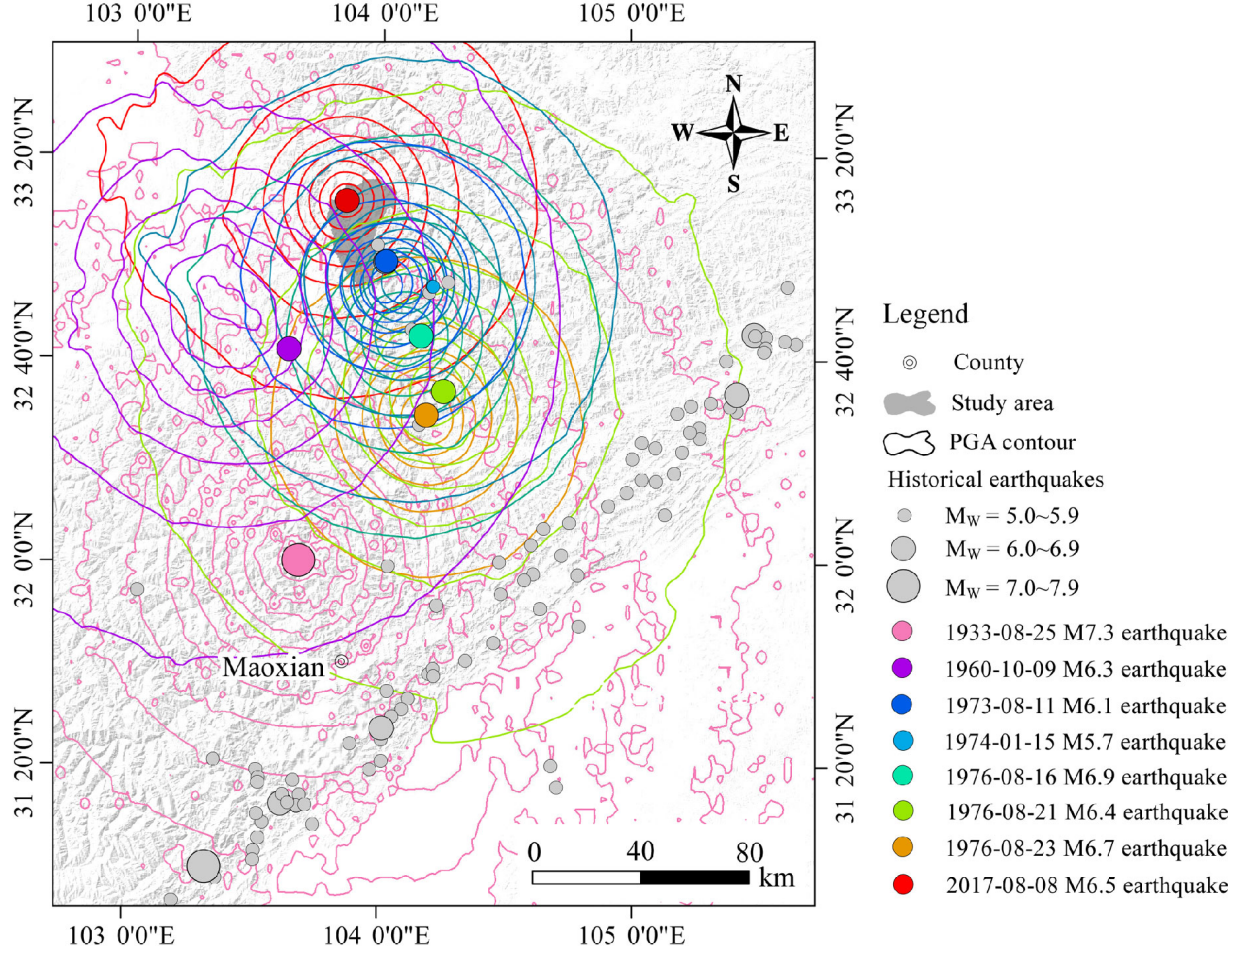 103 0'0"E
104 0'0"E
105 0'0"E
33 20'0"N
32 40'0"N
32 0'0"N
31 20'0"N
N
W
E
S
33 20'0"N
32 40'0"N
32 0'0"N
31 20'0"N
Maoxian
0
40
80
km
103 0'0"E
104 0'0"E
105 0'0"E
Legend
County
Study area
PGA contour
Historical earthquakes
Mw = 5.0~5.9
Mw = 6.0~6.9
Mw = 7.0~7.9
1933-08-25 M7.3 earthquake
1960-10-09 M6.3 earthquake
1973-08-11 M6.1 earthquake
1974-01-15 M5.7 earthquake
1976-08-16 M6.9 earthquake
1976-08-21 M6.4 earthquake
1976-08-23 M6.7 earthquake
2017-08-08 M6.5 earthquake